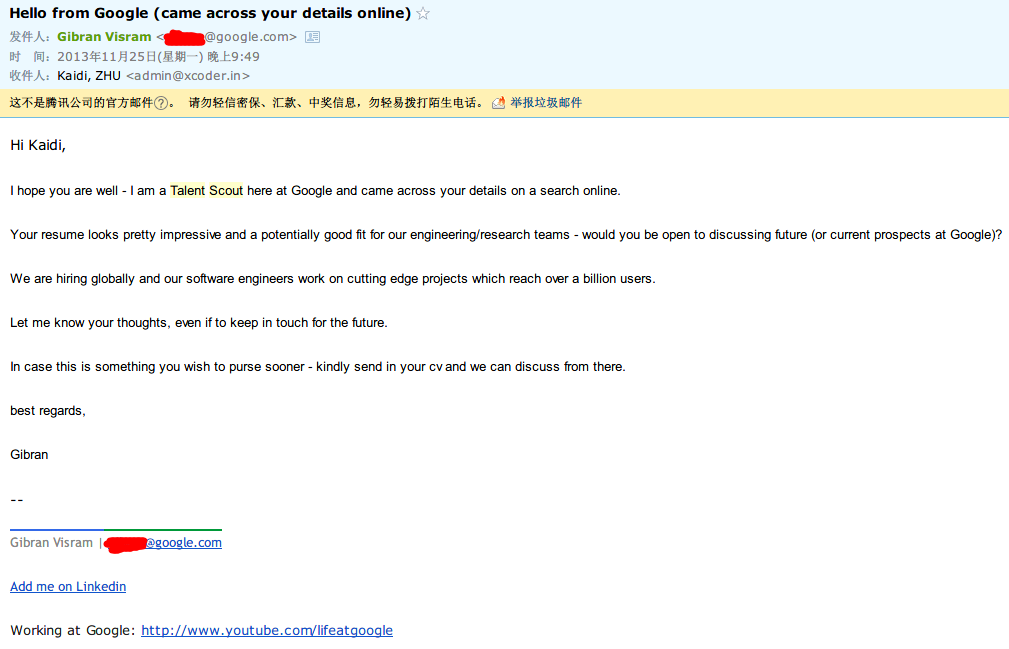 Hello from Google (came across your details online)
发件人：Gibran Visram <@google.com>
时　间：2013年11月25日(星期一) 晚上9:49
收件人：Kaidi, ZHU <admin@xcoder.in>
这不是腾讯公司的官方邮件?。 请勿轻信密保、汇款、中奖信息，勿轻易拨打陌生电话。 举报垃圾邮件
Hi Kaidi,
I hope you are well - I am a Talent Scout here at Google and came across your details on a search online.
Your resume looks pretty impressive and a potentially good fit for our engineering/research teams - would you be open to discussing future (or current prospects at Google)?
We are hiring globally and our software engineers work on cutting edge projects which reach over a billion users.
Let me know your thoughts, even if to keep in touch for the future.
In case this is something you wish to purse sooner - kindly send in your cv and we can discuss from there.
best regards,
Gibran
--
Gibran Visram | @google.com
Add me on Linkedin
Working at Google: http://www.youtube.com/lifeatgoogle